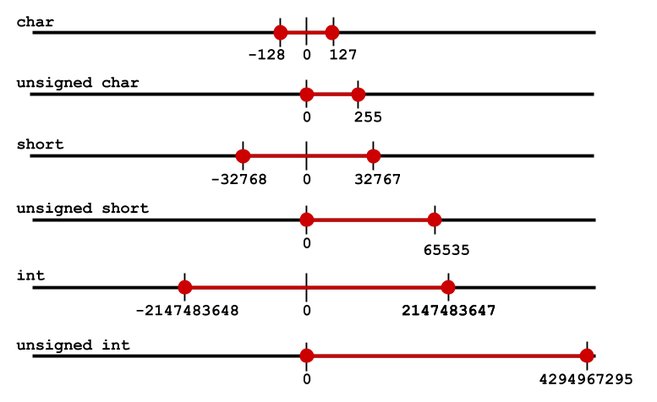 char
-128 0 127
unsigned char
0 255
short
-32768 0 32767
unsigned short
0
65535
int
-2147483648 0 2147483647
unsigned int
0 4294967295